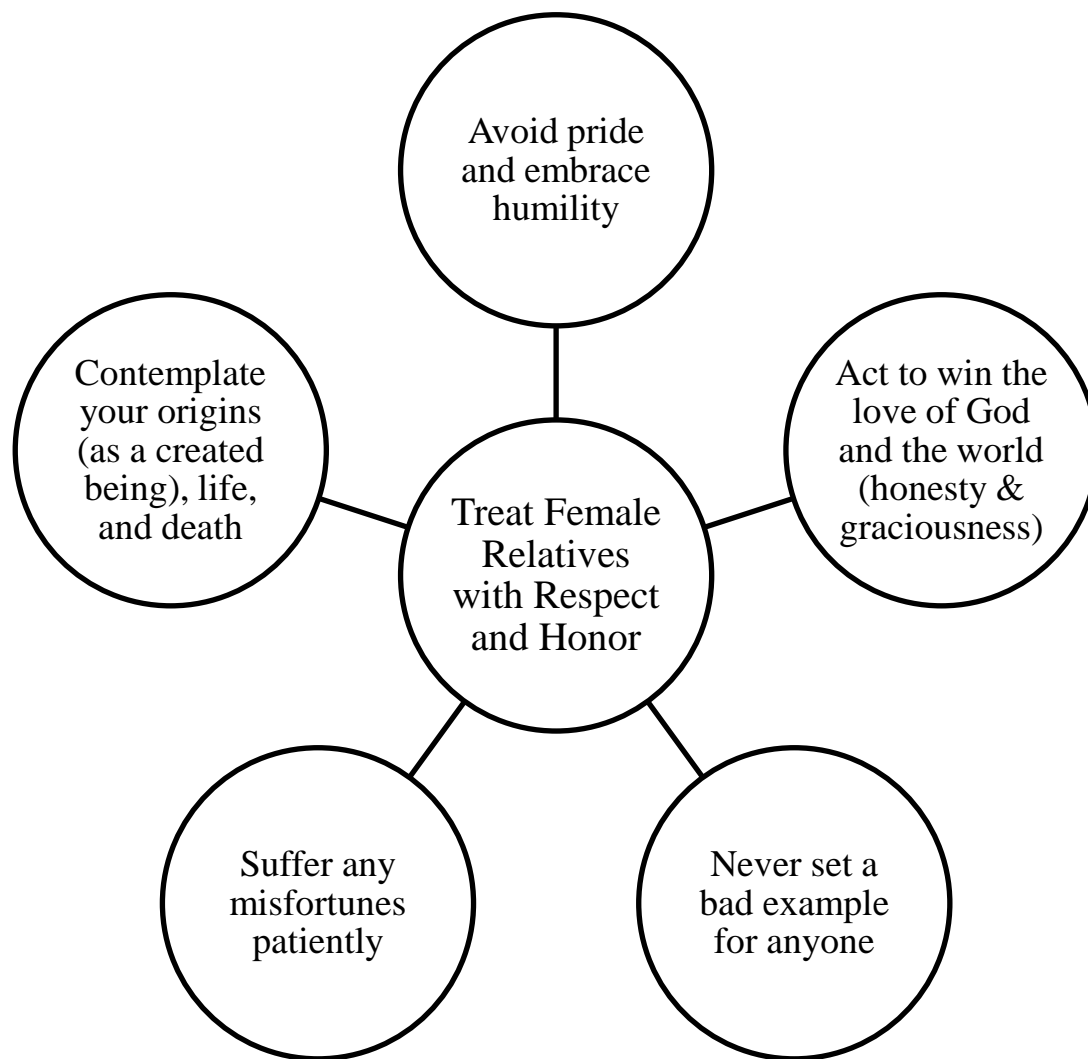 Avoid pride
and embrace
humility
Contemplate
your origins
(as a created
being), life,
and death
Act to win the
love of God
and the world
(honesty &
graciousness)
Treat Female
Relatives
with Respect
and Honor
Suffer any
misfortunes
patiently
Never set a
bad example
for anyone